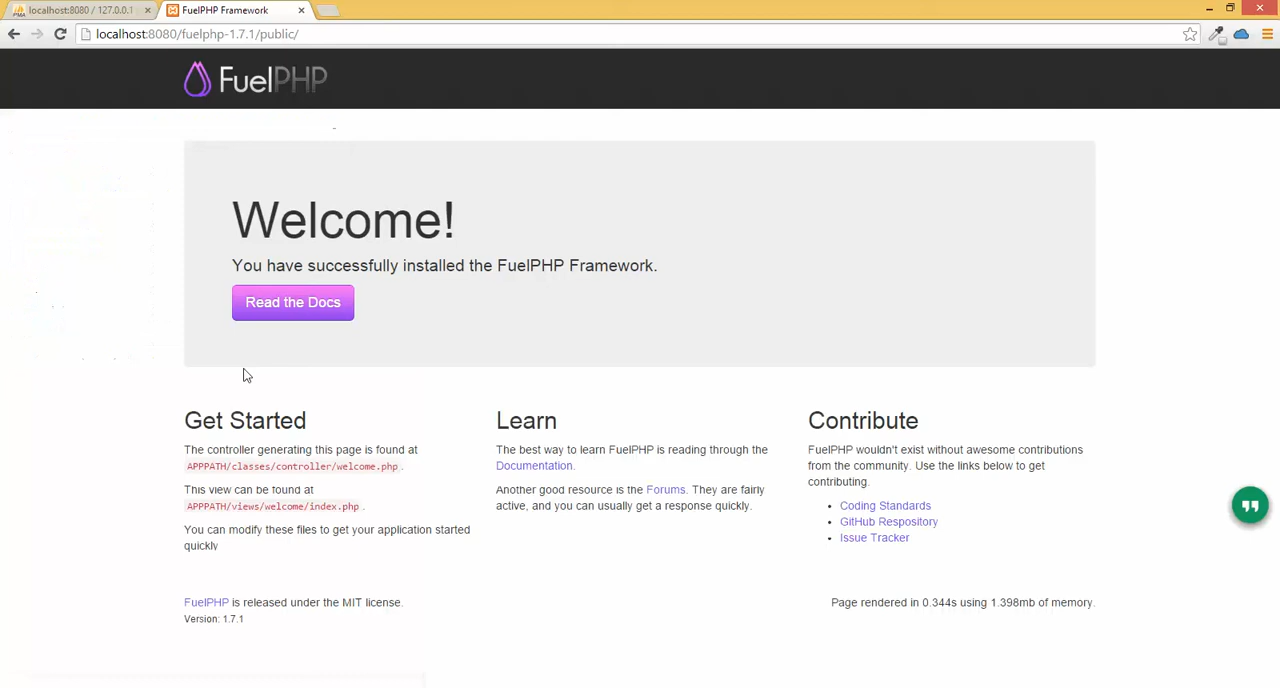 localhost:8080 / 127.0.0.1
FuelPHP Framework
localhost:8080/fuelphp-1.7.1/public/
FuelPHP
Welcome!
You have successfully installed the FuelPHP Framework.
Read the Docs
Get Started
The controller generating this page is found at
APPPATH/classes/controller/welcome.php.
This view can be found at
APPPATH/views/welcome/index.php.
You can modify these files to get your application started
quickly
Learn
The best way to learn FuelPHP is reading through the
Documentation.
Another good resource is the Forums. They are fairly
active, and you can usually get a response quickly.
Contribute
FuelPHP wouldn't exist without awesome contributions
from the community. Use the links below to get
contributing.
• Coding Standards
• GitHub Respository
• Issue Tracker
FuelPHP is released under the MIT license.
Version: 1.7.1
Page rendered in 0.344s using 1.398mb of memory.